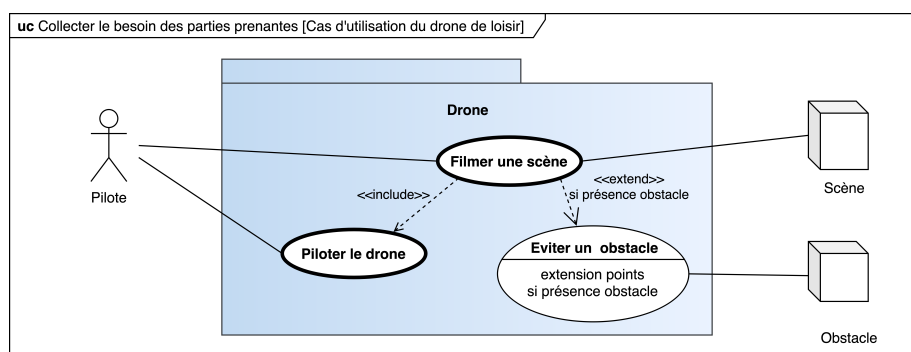 uc Collecter le besoin des parties prenantes [Cas d'utilisation du drone de loisir]
Drone
Filmer une scène
Pilote
Scène
<<include>>
<<extend>>
si présence obstacle
Piloter le drone
Eviter un obstacle
extension points
si présence obstacle
Obstacle